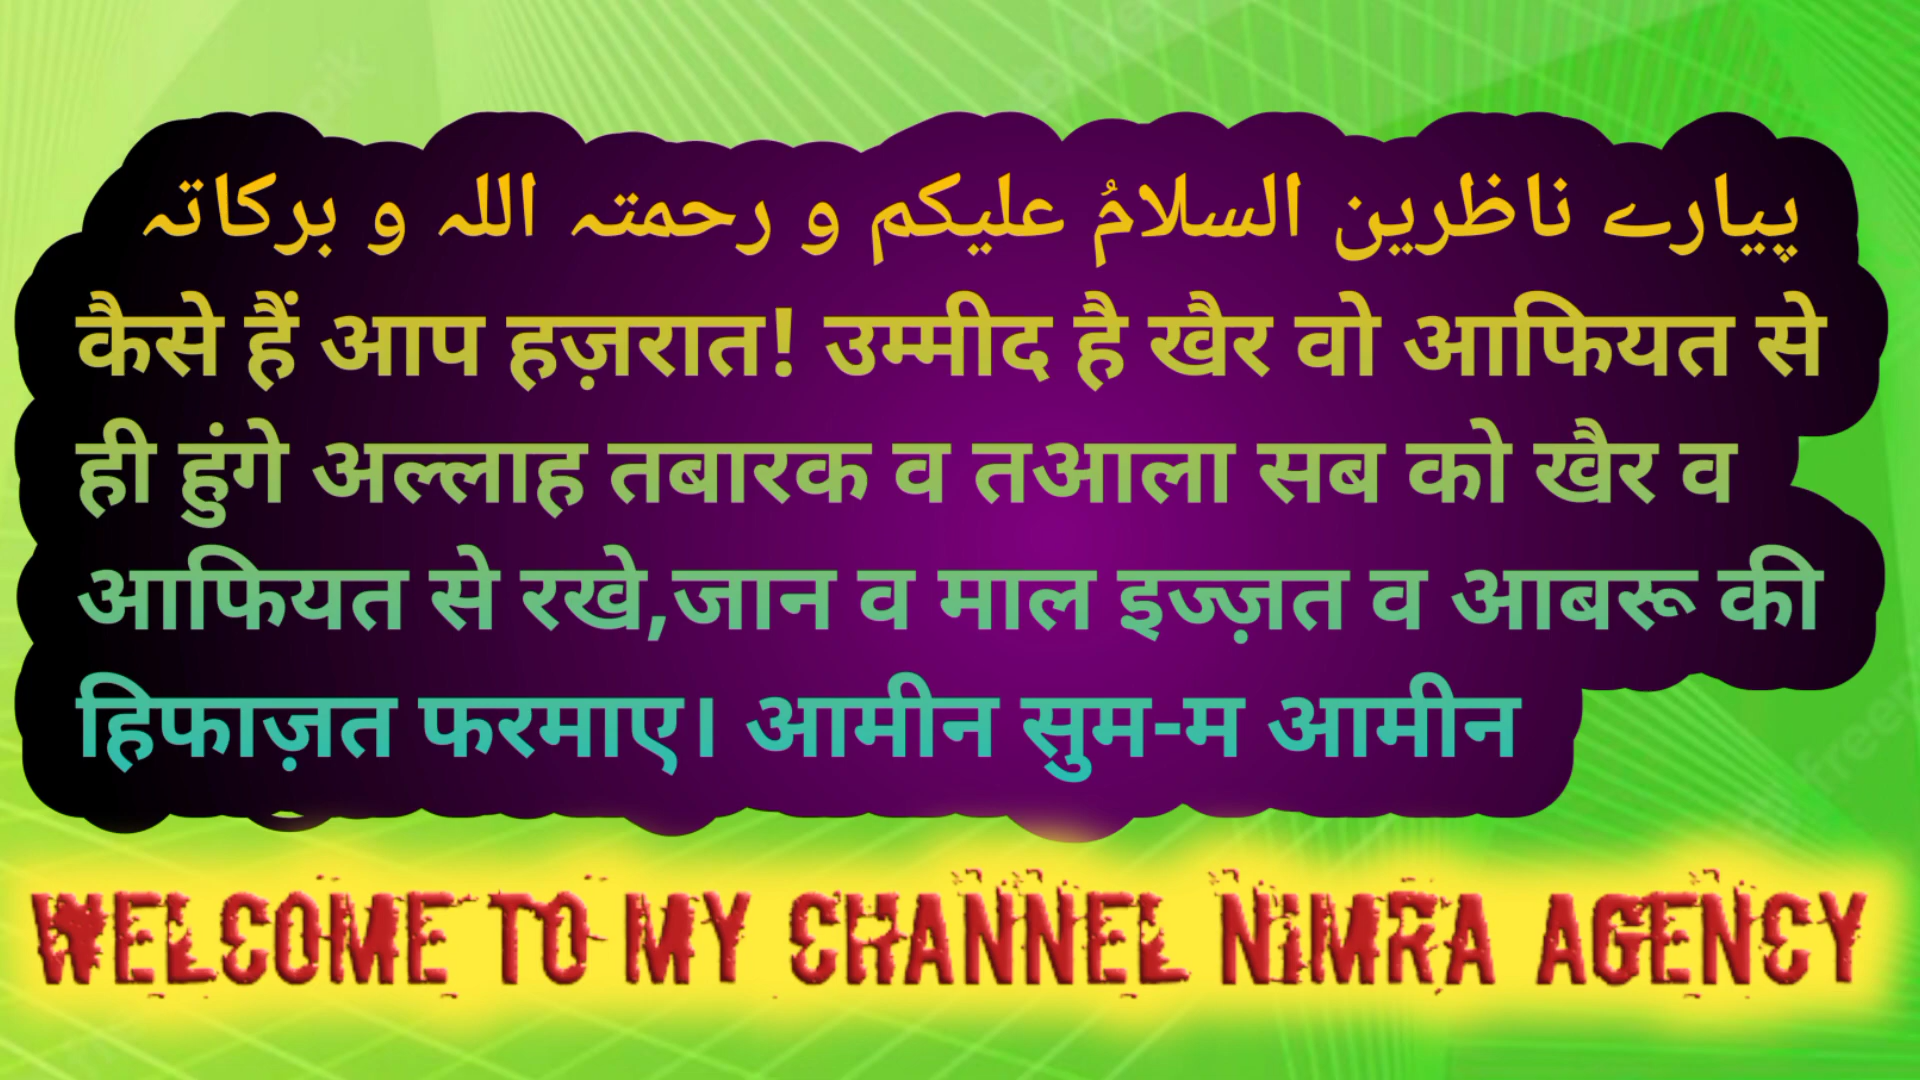 پیارے ناظرین السلامُ علیکم و رحمتہ اللہ و برکاتہ
कैसे हैं आप हज़रात! उम्मीद है खैर वो आफियत से
ही हुंगे अल्लाह तबारक व तआला सब को खैर व
आफियत से रखे,जान व माल इज्ज़त व आबरू की
हिफाज़त फरमाए। आमीन सुम-म आमीन
WELCOME TO MY CHANNEL NIMRA AGENCY